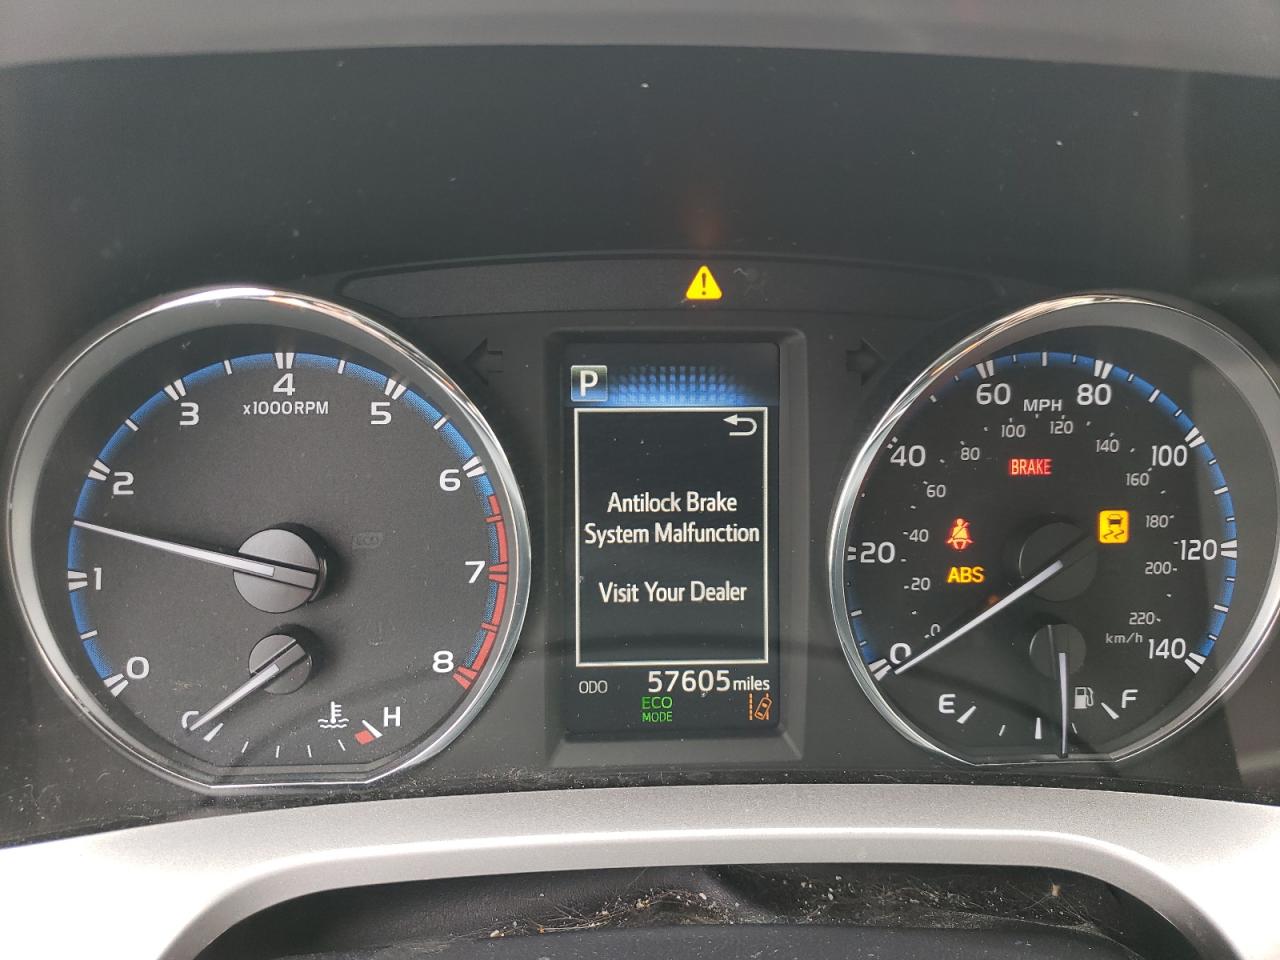 P
Antilock Brake
System Malfunction
Visit Your Dealer
ODO 57605 miles
ECO
MODE
0
1
2
3
4
5
6
7
8
x1000RPM
ECO
C
H
0
20
40
60
80
100
120
140
MPH
0
20
40
60
80
100
120
140
160
180
200
220
km/h
BRAKE
ABS
E
F